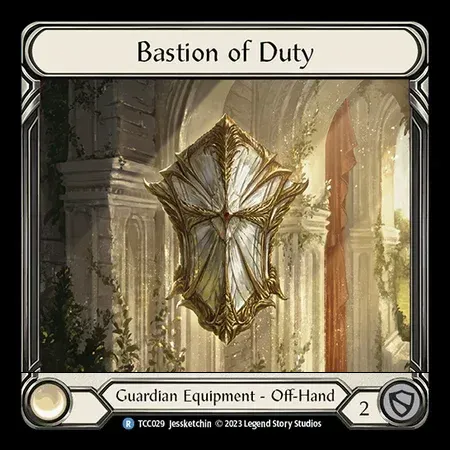 Bastion of Duty
Guardian Equipment - Off-Hand
2
R TCC029 Jessketchin © 2023 Legend Story Studios